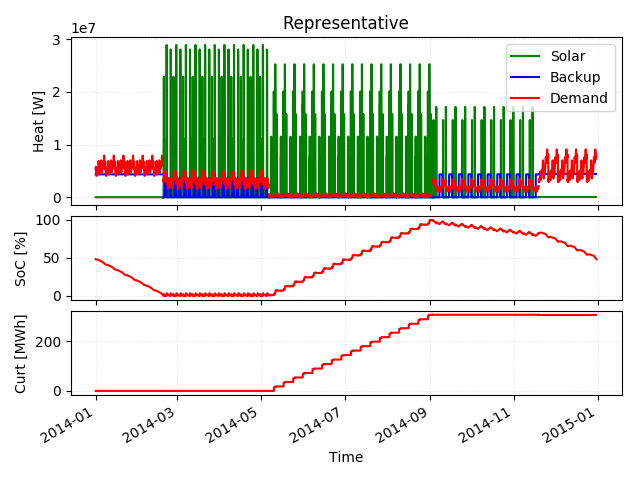 Representative
1e7
3
2
1
0
Heat [W]
Solar
Backup
Demand
100
50
0
SoC [%]
200
0
Curt [MWh]
2014-01
2014-03
2014-05
2014-07
2014-09
2014-11
2015-01
Time